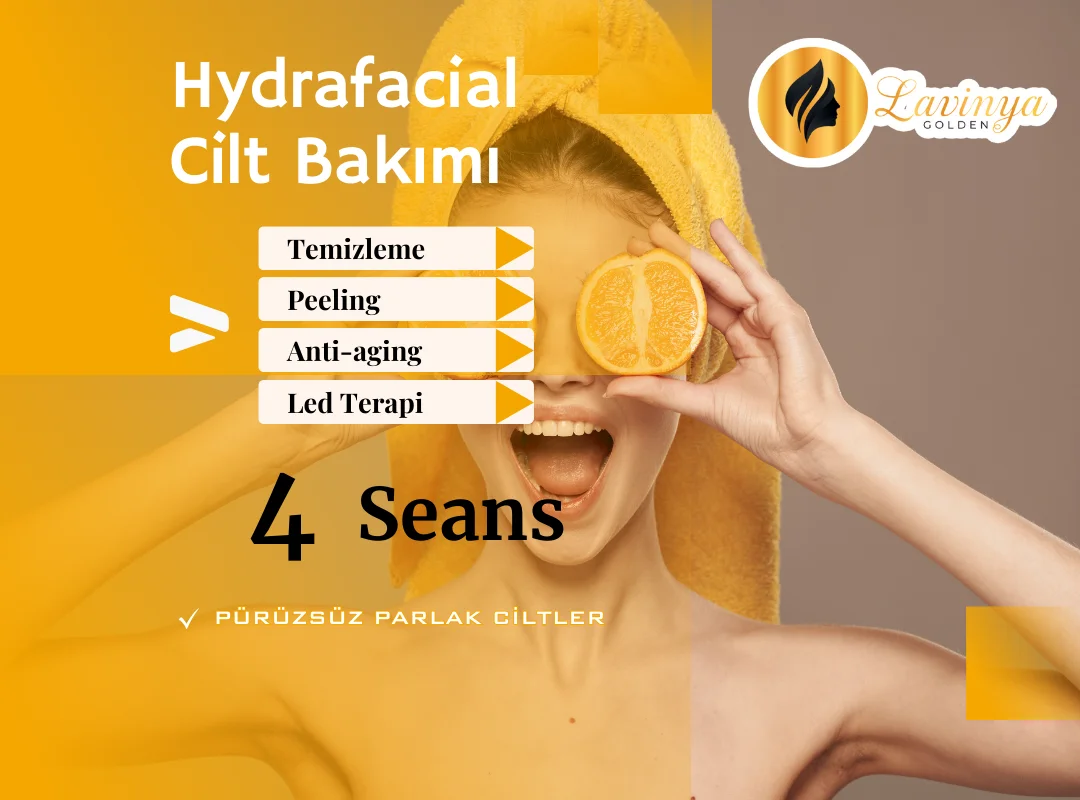 Hydrafacial
Cilt Bakımı
Lavinya
GOLDEN
Temizleme
Peeling
Anti-aging
Led Terapi
4 Seans
✓ PÜRÜZSÜZ PARLAK CİLTLER